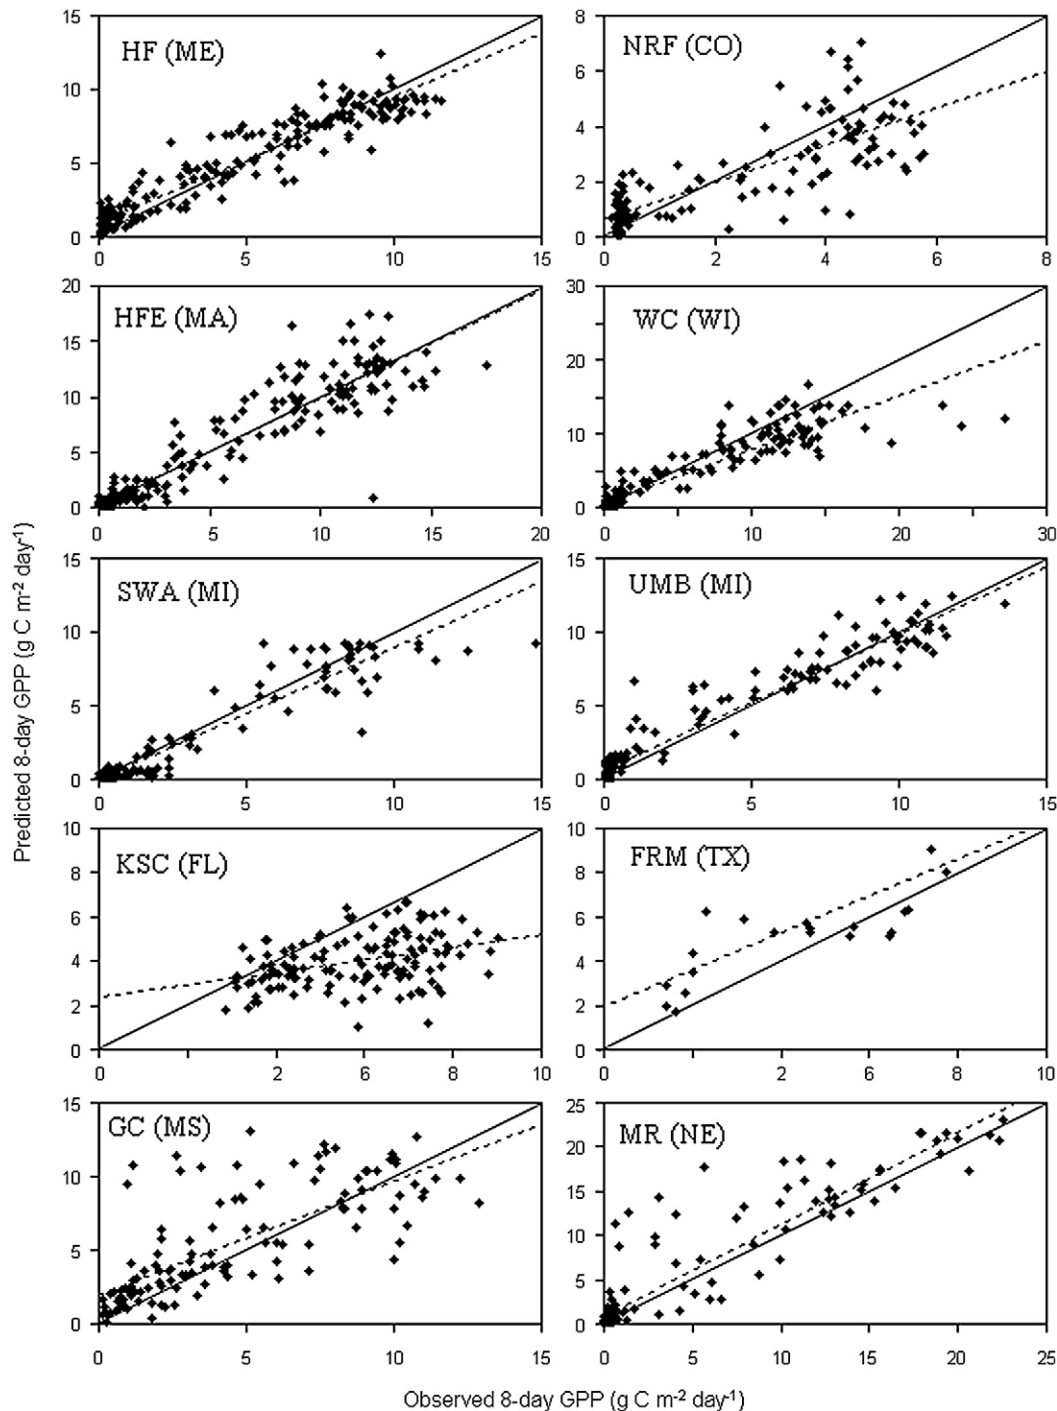 15
HF (ME)
10
5
0
0 5 10 15
8
NRF (CO)
6
4
2
0
0 2 4 6 8
20
HFE (MA)
15
10
5
0
0 5 10 15 20
30
WC (WI)
20
10
0
0 10 20 30
15
SWA (MI)
10
5
0
0 5 10 15
15
UMB (MI)
10
5
0
0 5 10 15
10
KSC (FL)
8
6
4
2
0
0 2 6 8 10
10
FRM (TX)
8
6
4
2
0
0 2 6 8 10
15
GC (MS)
10
5
0
0 5 10 15
25
MR (NE)
20
15
10
5
0
0 5 10 15 20 25
Predicted 8-day GPP (g C m⁻² day⁻¹)
Observed 8-day GPP (g C m⁻² day⁻¹)